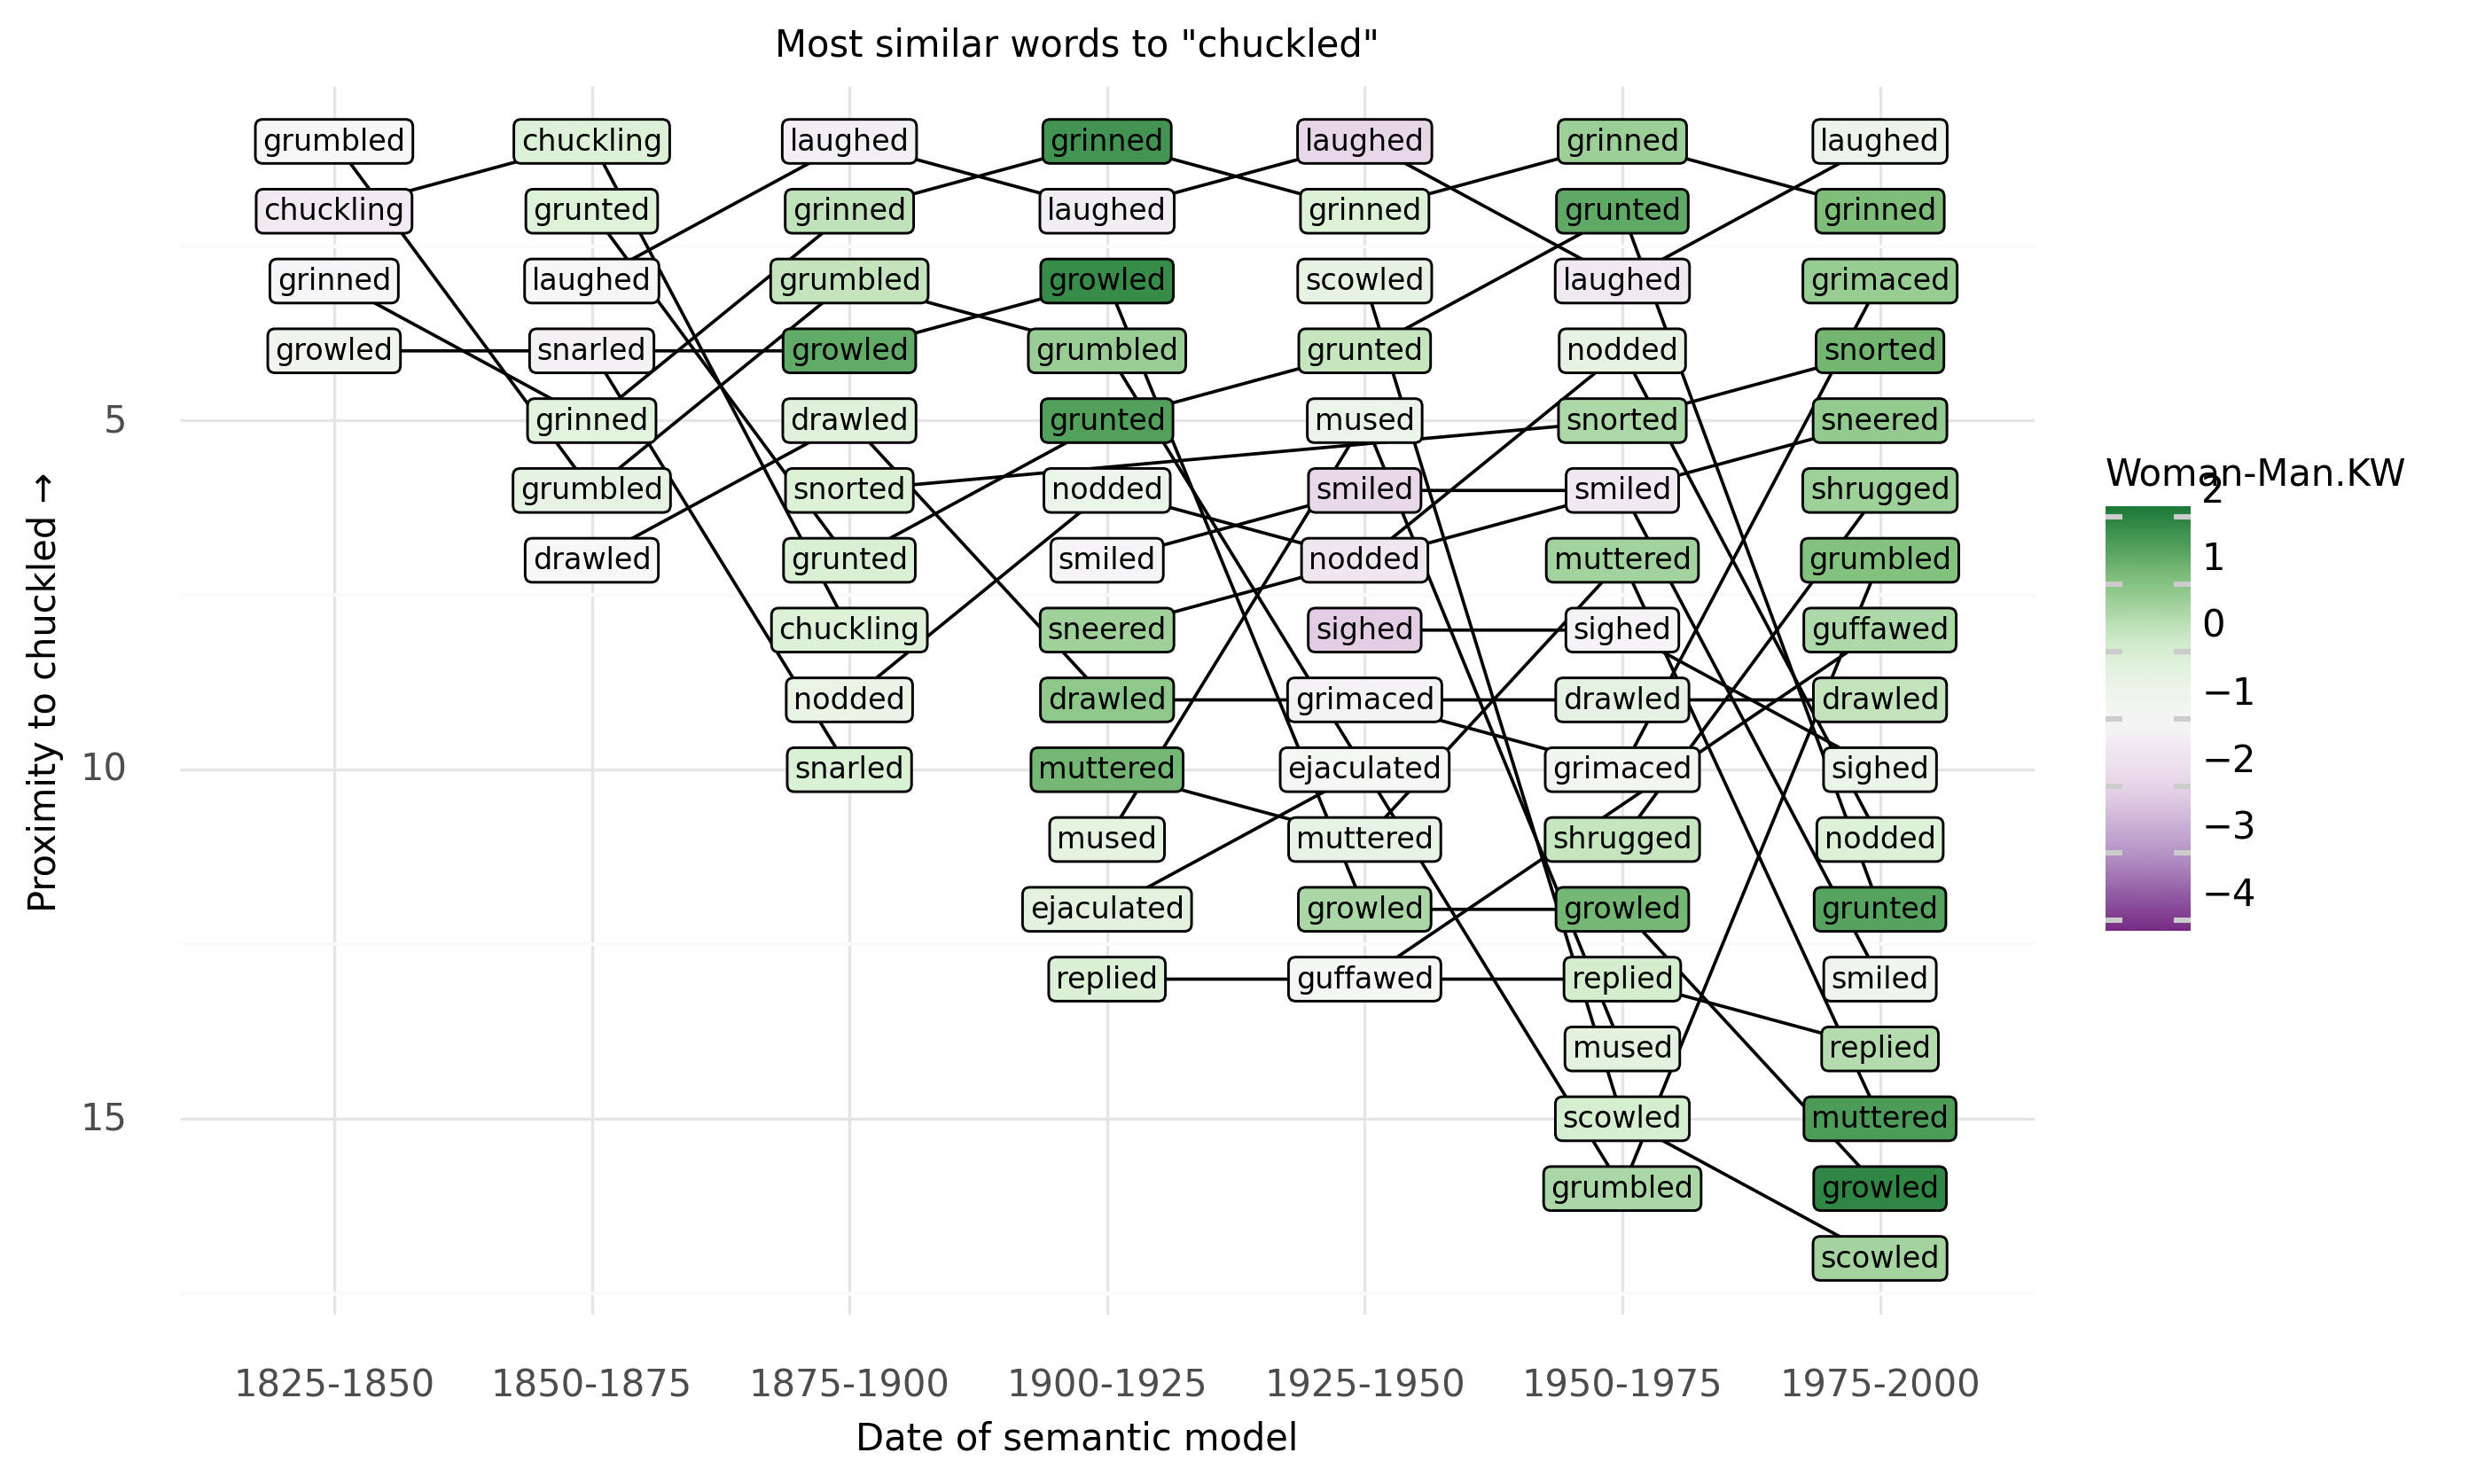 Most similar words to "chuckled"
Proximity to chuckled →
5
10
15
grumbled
chuckling
grinned
growled
chuckling
grunted
laughed
snarled
grinned
grumbled
drawled
laughed
grinned
grumbled
growled
drawled
snorted
grunted
chuckling
nodded
snarled
grinned
laughed
growled
grumbled
grunted
nodded
smiled
sneered
drawled
muttered
mused
ejaculated
replied
laughed
grinned
scowled
grunted
mused
smiled
nodded
sighed
grimaced
ejaculated
muttered
growled
guffawed
grinned
grunted
laughed
nodded
snorted
smiled
muttered
sighed
drawled
grimaced
shrugged
growled
replied
mused
scowled
grumbled
laughed
grinned
grimaced
snorted
sneered
shrugged
grumbled
guffawed
drawled
sighed
nodded
grunted
smiled
replied
muttered
growled
scowled
1825-1850
1850-1875
1875-1900
1900-1925
1925-1950
1950-1975
1975-2000
Date of semantic model
Woman-Man.KW
2
1
0
−1
−2
−3
−4